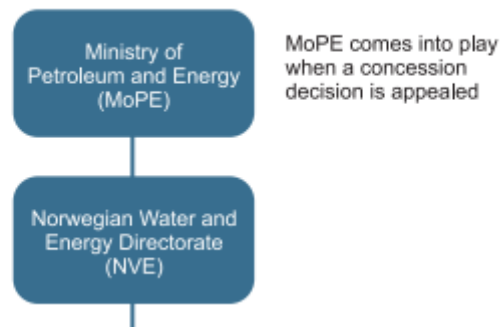 Ministry of
Petroleum and Energy
(MoPE)
MoPE comes into play
when a concession
decision is appealed
Norwegian Water and
Energy Directorate
(NVE)